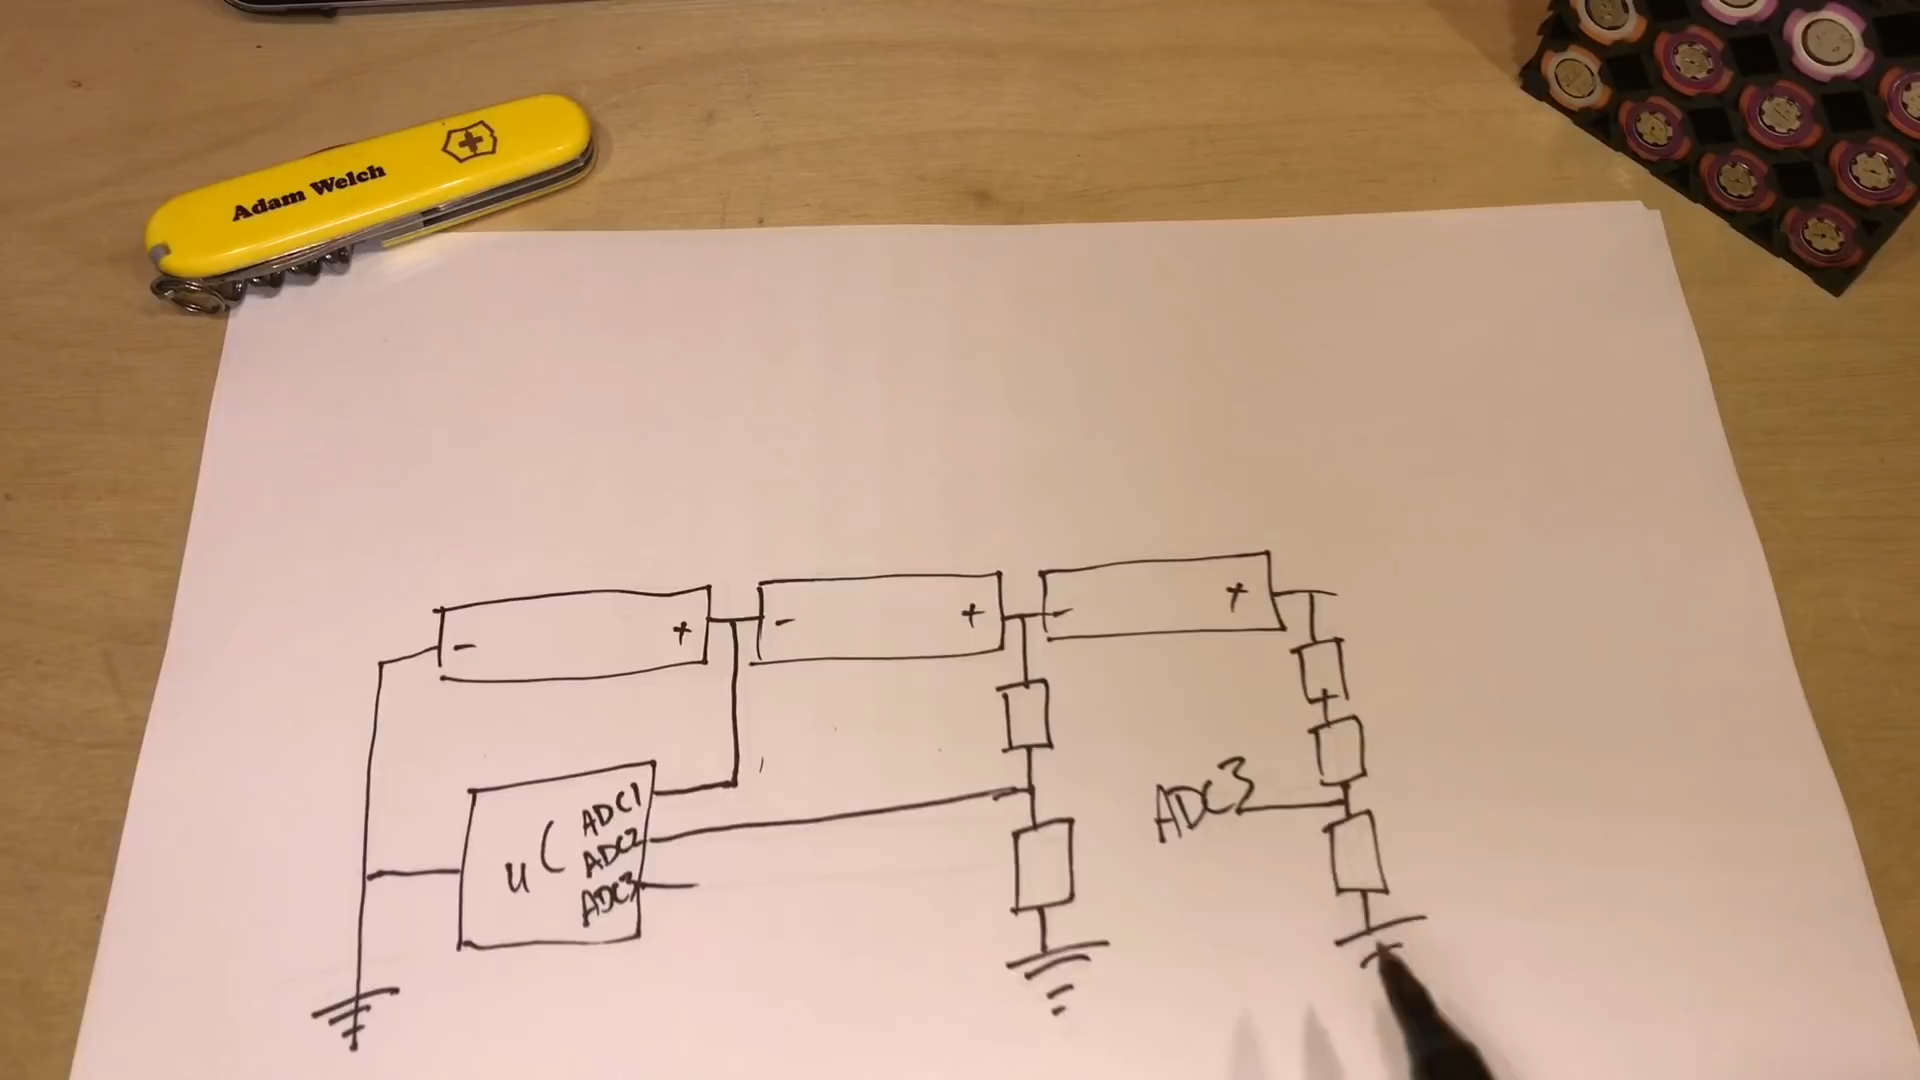 Adam Welch
- + - + - +
uC
ADC1
ADC2
ADC3
ADC3